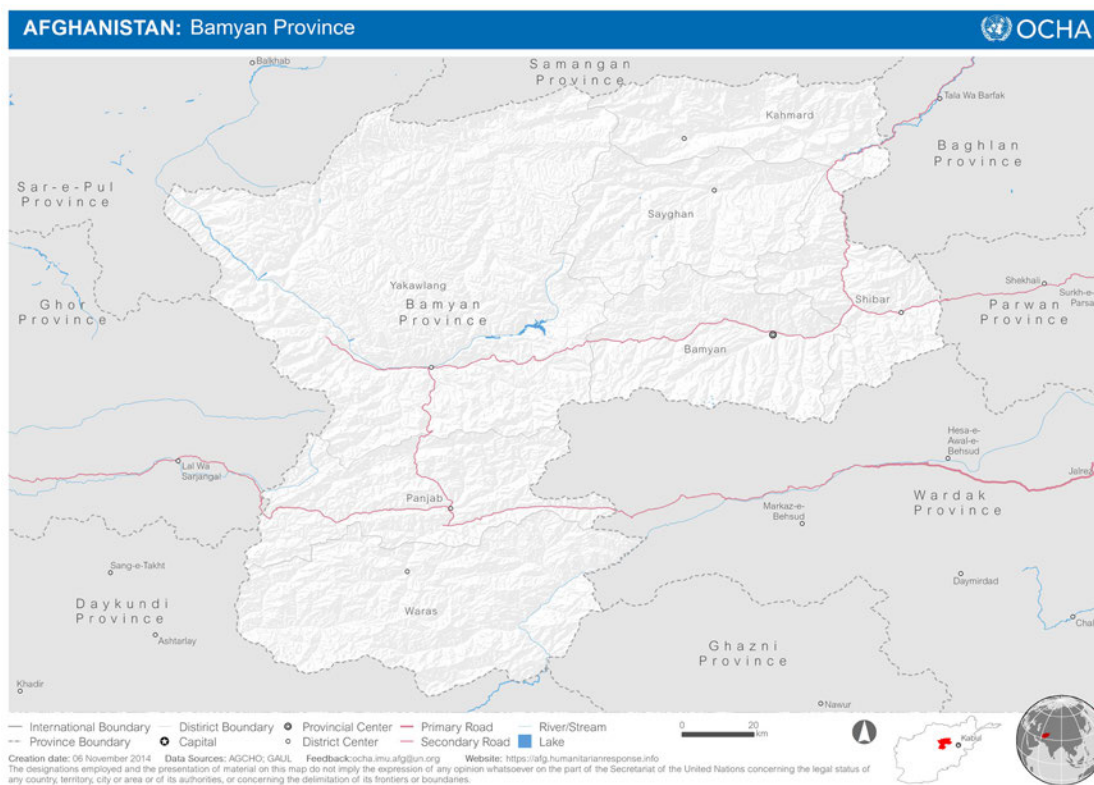 AFGHANISTAN: Bamyan Province
OCHA
Balkhab
Samangan
Province
Kahmard
Tala Wa Barfak
Baghlan
Province
Sar-e-Pul
Province
Sayghan
Yakawlang
Bamyan
Province
Ghor
Province
Shibar
Shekhali
Surkh-e-
Parsa
Parwan
Province
Bamyan
Hesa-e-
Awal-e-
Behsud
Lal Wa
Sarjangal
Jalrez
Panjab
Markaz-e-
Behsud
Wardak
Province
Sang-e-Takht
Daymirdad
Daykundi
Province
Waras
Ashtarlay
Chak
Ghazni
Province
Khadir
Nawur
International Boundary
Distirict Boundary
Provincial Center
Primary Road
River/Stream
0 20
km
Province Boundary
Capital
District Center
Secondary Road
Lake
Kabul
Creation date: 06 November 2014 Data Sources: AGCHO; GAUL Feedback:ocha.imu.afg@un.org Website: https://afg.humanitarianresponse.info
The designations employed and the presentation of material on this map do not imply the expression of any opinion whatsoever on the part of the Secretariat of the United Nations concerning the legal status of
any country, territory, city or area or of its authorities, or concerning the delimitation of its frontiers or boundaries.